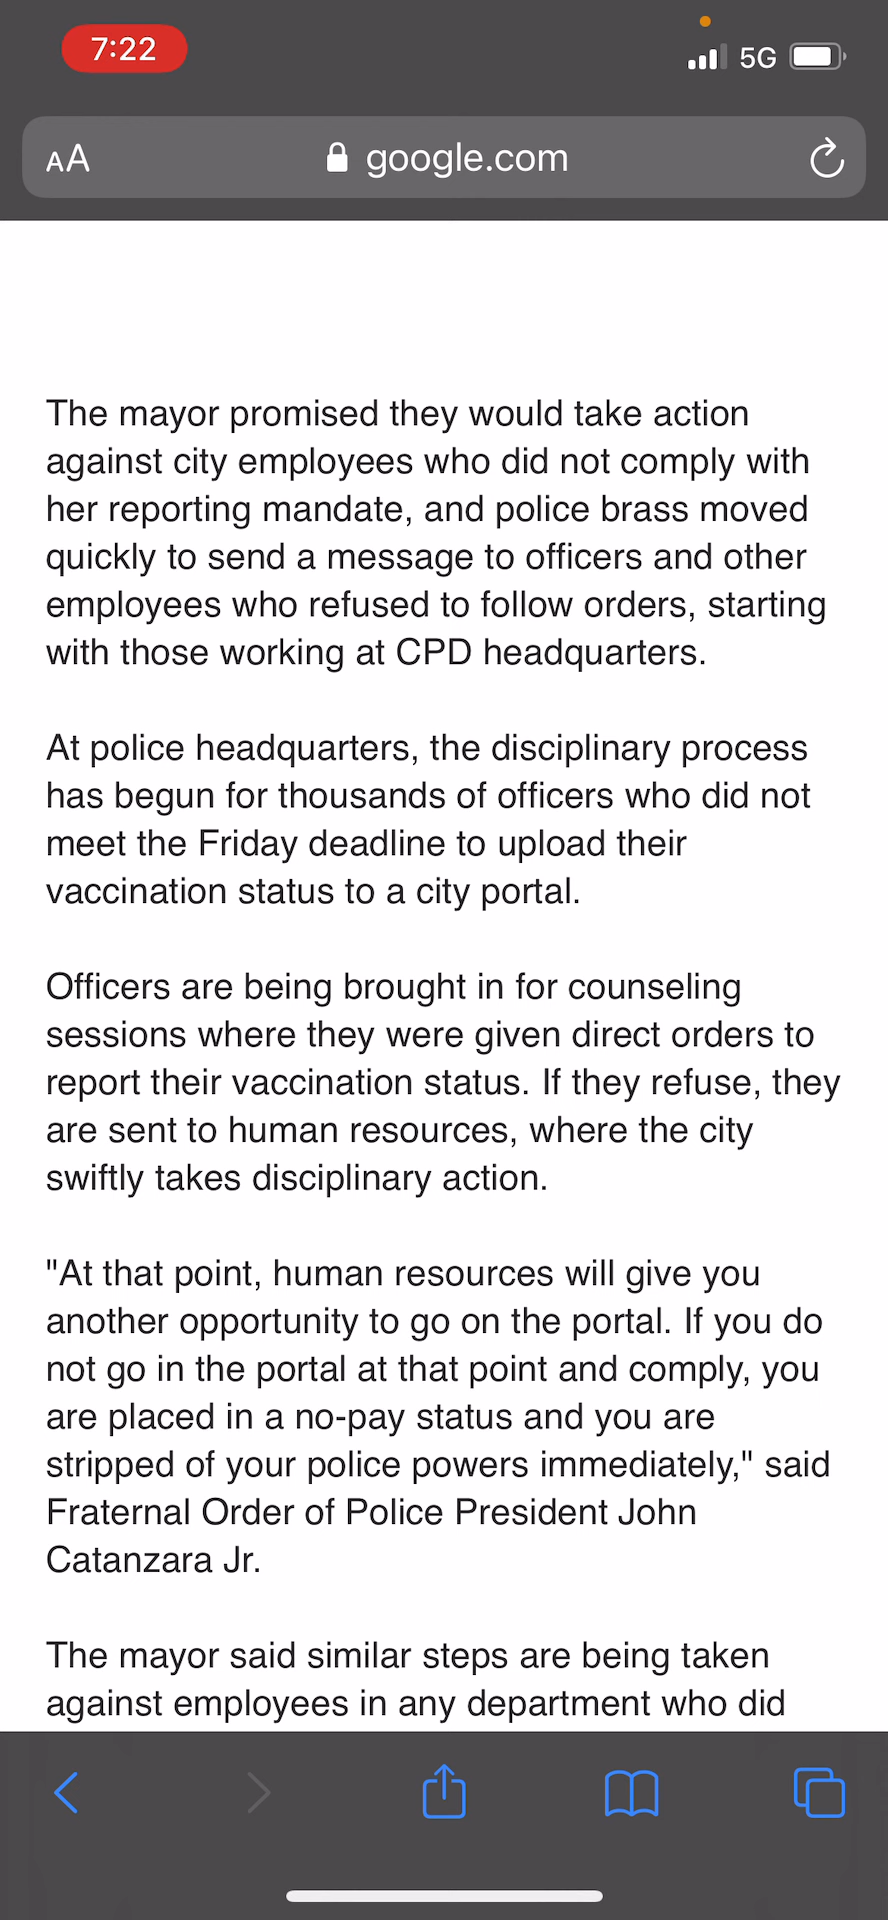 7:22
5G
AA
google.com
The mayor promised they would take action
against city employees who did not comply with
her reporting mandate, and police brass moved
quickly to send a message to officers and other
employees who refused to follow orders, starting
with those working at CPD headquarters.
At police headquarters, the disciplinary process
has begun for thousands of officers who did not
meet the Friday deadline to upload their
vaccination status to a city portal.
Officers are being brought in for counseling
sessions where they were given direct orders to
report their vaccination status. If they refuse, they
are sent to human resources, where the city
swiftly takes disciplinary action.
"At that point, human resources will give you
another opportunity to go on the portal. If you do
not go in the portal at that point and comply, you
are placed in a no-pay status and you are
stripped of your police powers immediately," said
Fraternal Order of Police President John
Catanzara Jr.
The mayor said similar steps are being taken
against employees in any department who did